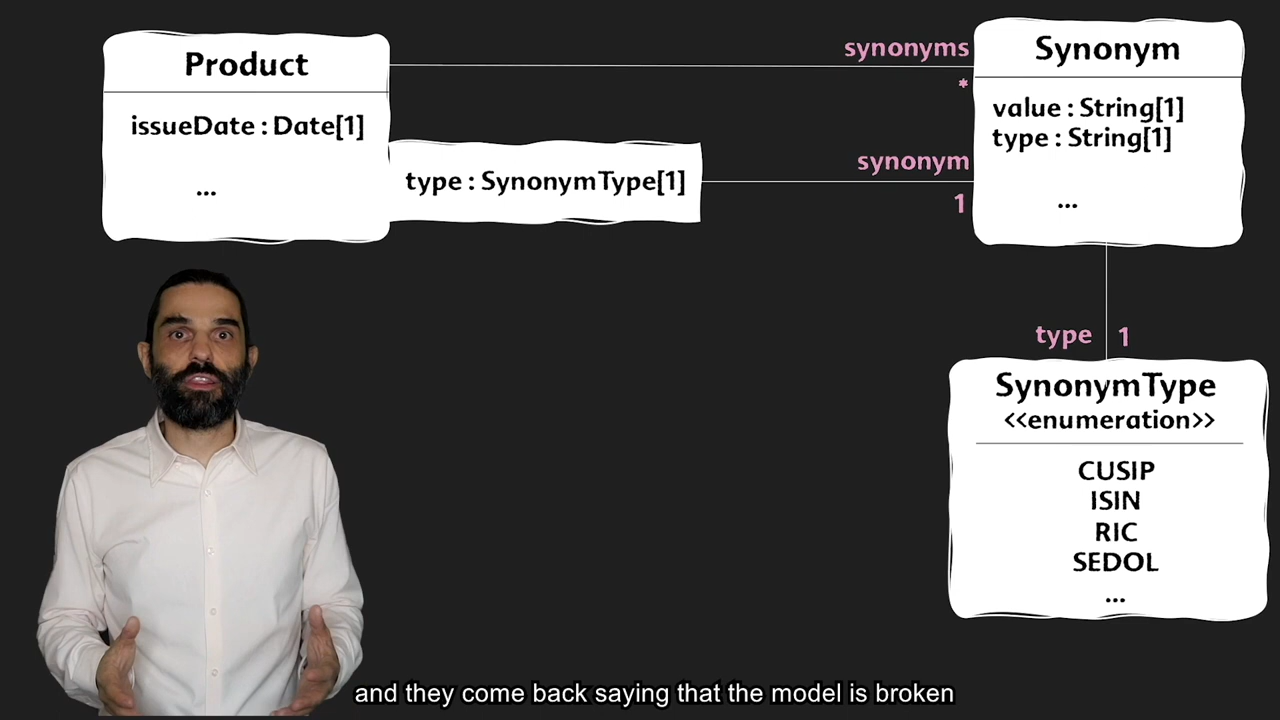 Product
issueDate : Date[1]
...
type : SynonymType[1]
synonyms
*
synonym
1
Synonym
value : String[1]
type : String[1]
...
type 1
SynonymType
<<enumeration>>
CUSIP
ISIN
RIC
SEDOL
...
and they come back saying that the model is broken